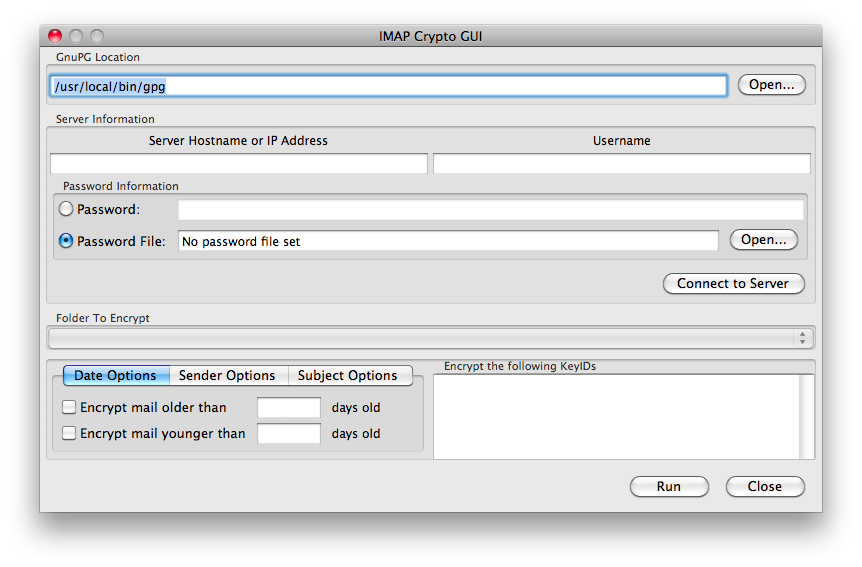 IMAP Crypto GUI
GnuPG Location
/usr/local/bin/gpg Open...
Server Information
Server Hostname or IP Address Username
Password Information
Password:
Password File: No password file set Open...
Connect to Server
Folder To Encrypt
Date Options Sender Options Subject Options Encrypt the following KeyIDs
Encrypt mail older than days old
Encrypt mail younger than days old
Run Close